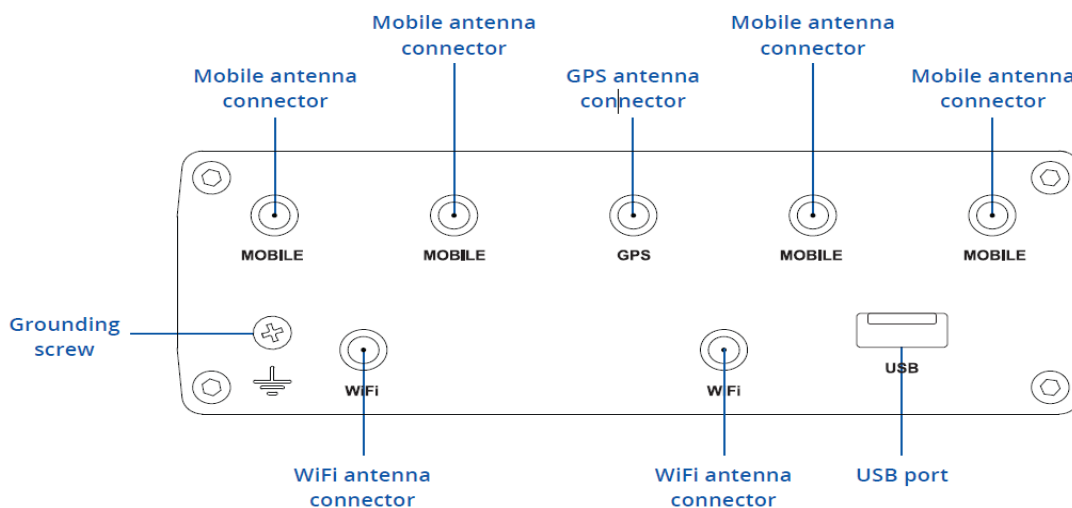 Mobile antenna
connector
Mobile antenna
connector
Mobile antenna
connector
GPS antenna
connector
Mobile antenna
connector
MOBILE
MOBILE
GPS
MOBILE
MOBILE
Grounding
screw
WiFi
WiFi
USB
WiFi antenna
connector
WiFi antenna
connector
USB port